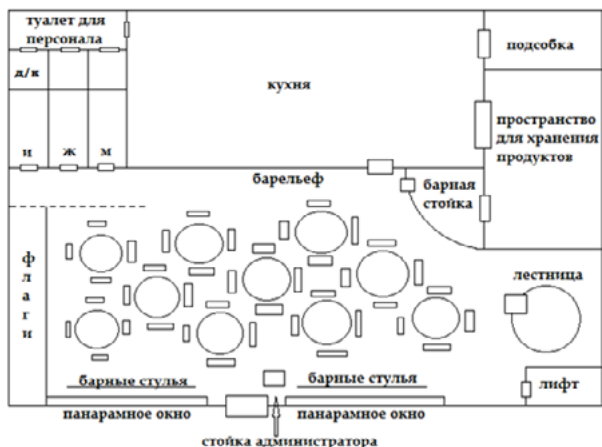 туалет для
персонала
д/к
и
ж
м
кухня
подсобка
пространство
для хранения
продуктов
барельеф
барная
стойка
флаги
лестница
лифт
барные стулья
барные стулья
панарамное окно
панарамное окно
стойка администратора